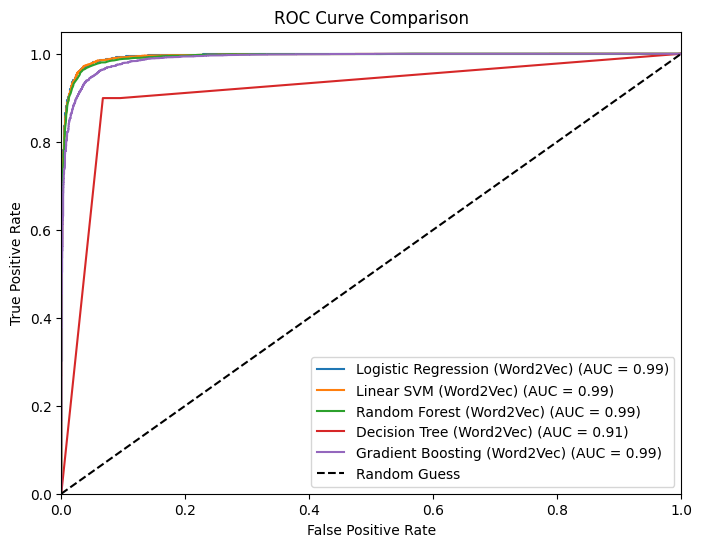 ROC Curve Comparison
True Positive Rate
1.0
0.8
0.6
0.4
0.2
0.0
Logistic Regression (Word2Vec) (AUC = 0.99)
Linear SVM (Word2Vec) (AUC = 0.99)
Random Forest (Word2Vec) (AUC = 0.99)
Decision Tree (Word2Vec) (AUC = 0.91)
Gradient Boosting (Word2Vec) (AUC = 0.99)
Random Guess
0.0 0.2 0.4 0.6 0.8 1.0
False Positive Rate